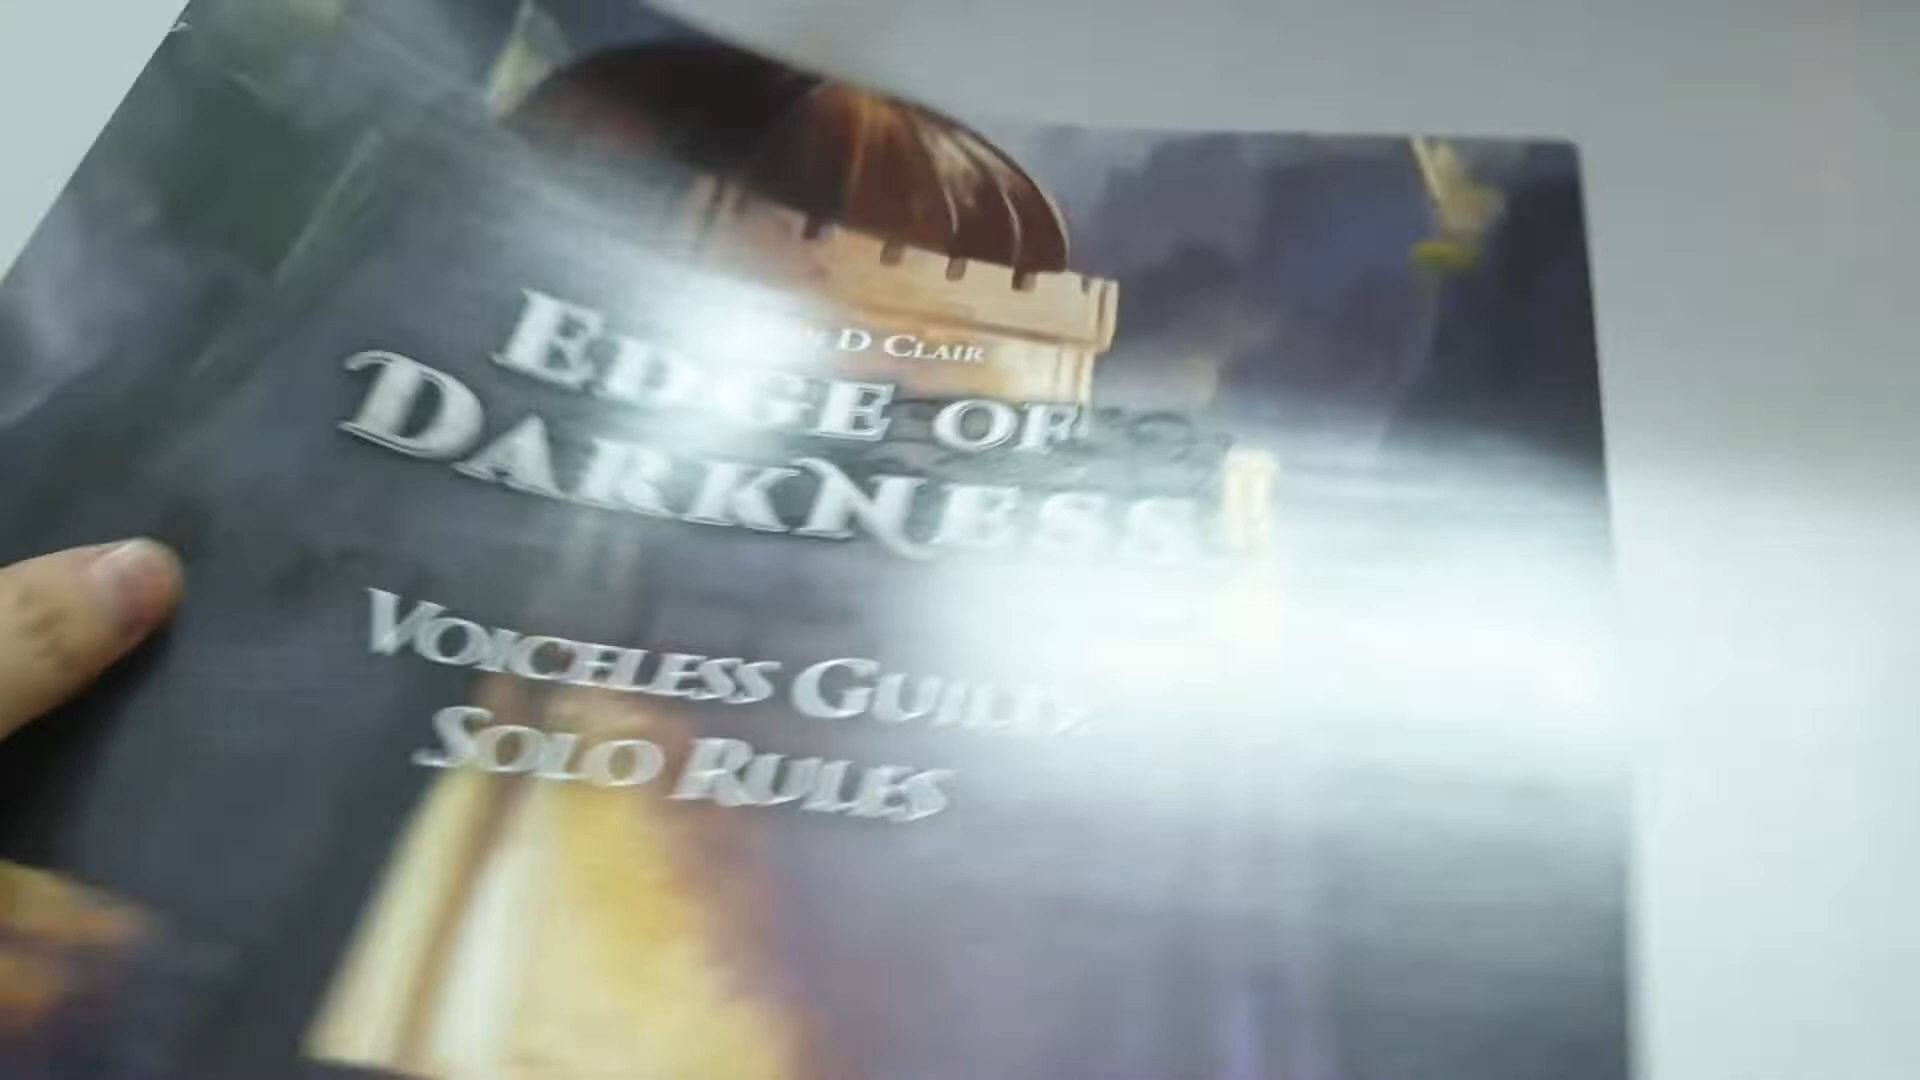 D CLAIR
EDGE OF
DARKNESS
VOICELESS GUILD
SOLO RULES